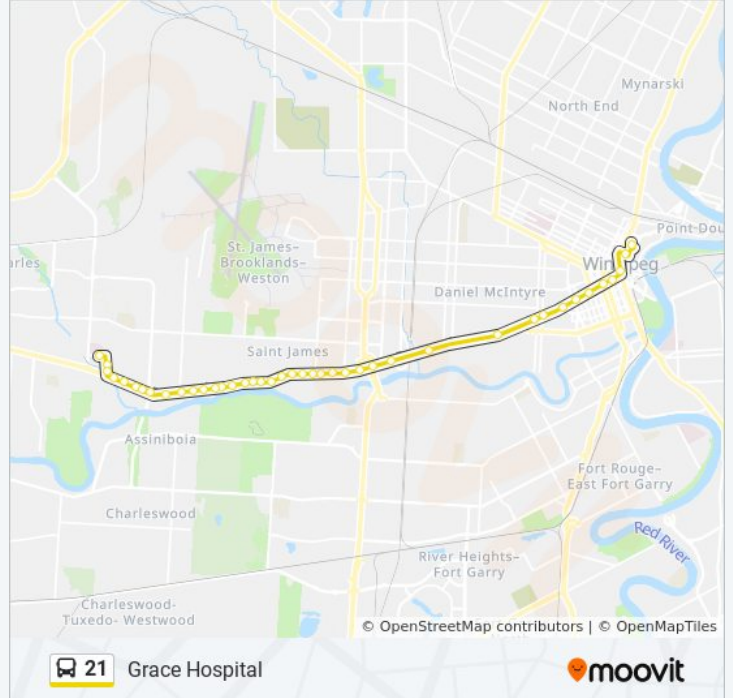 Mynarski
North End
Point Dou
St. James–
Brooklands–
Weston
Winnipeg
arles
Daniel McIntyre
Saint James
Assiniboia
Fort Rouge–
East Fort Garry
Charleswood
Red River
River Heights–
Fort Garry
Charleswood-
Tuxedo- Westwood
© OpenStreetMap contributors | © OpenMapTiles
21 Grace Hospital
moovit